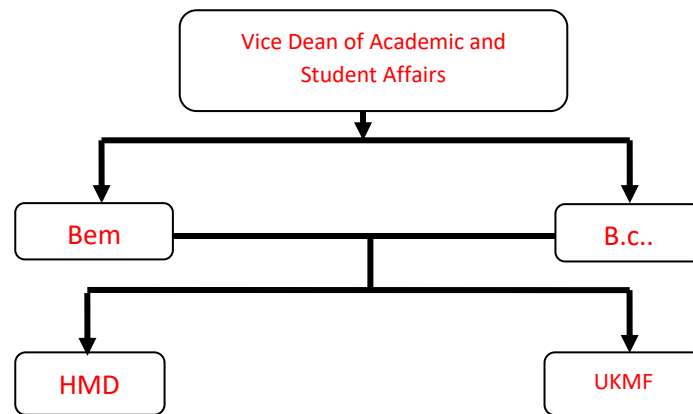 Vice Dean of Academic and
Student Affairs
Bem
B.c..
HMD
UKMF